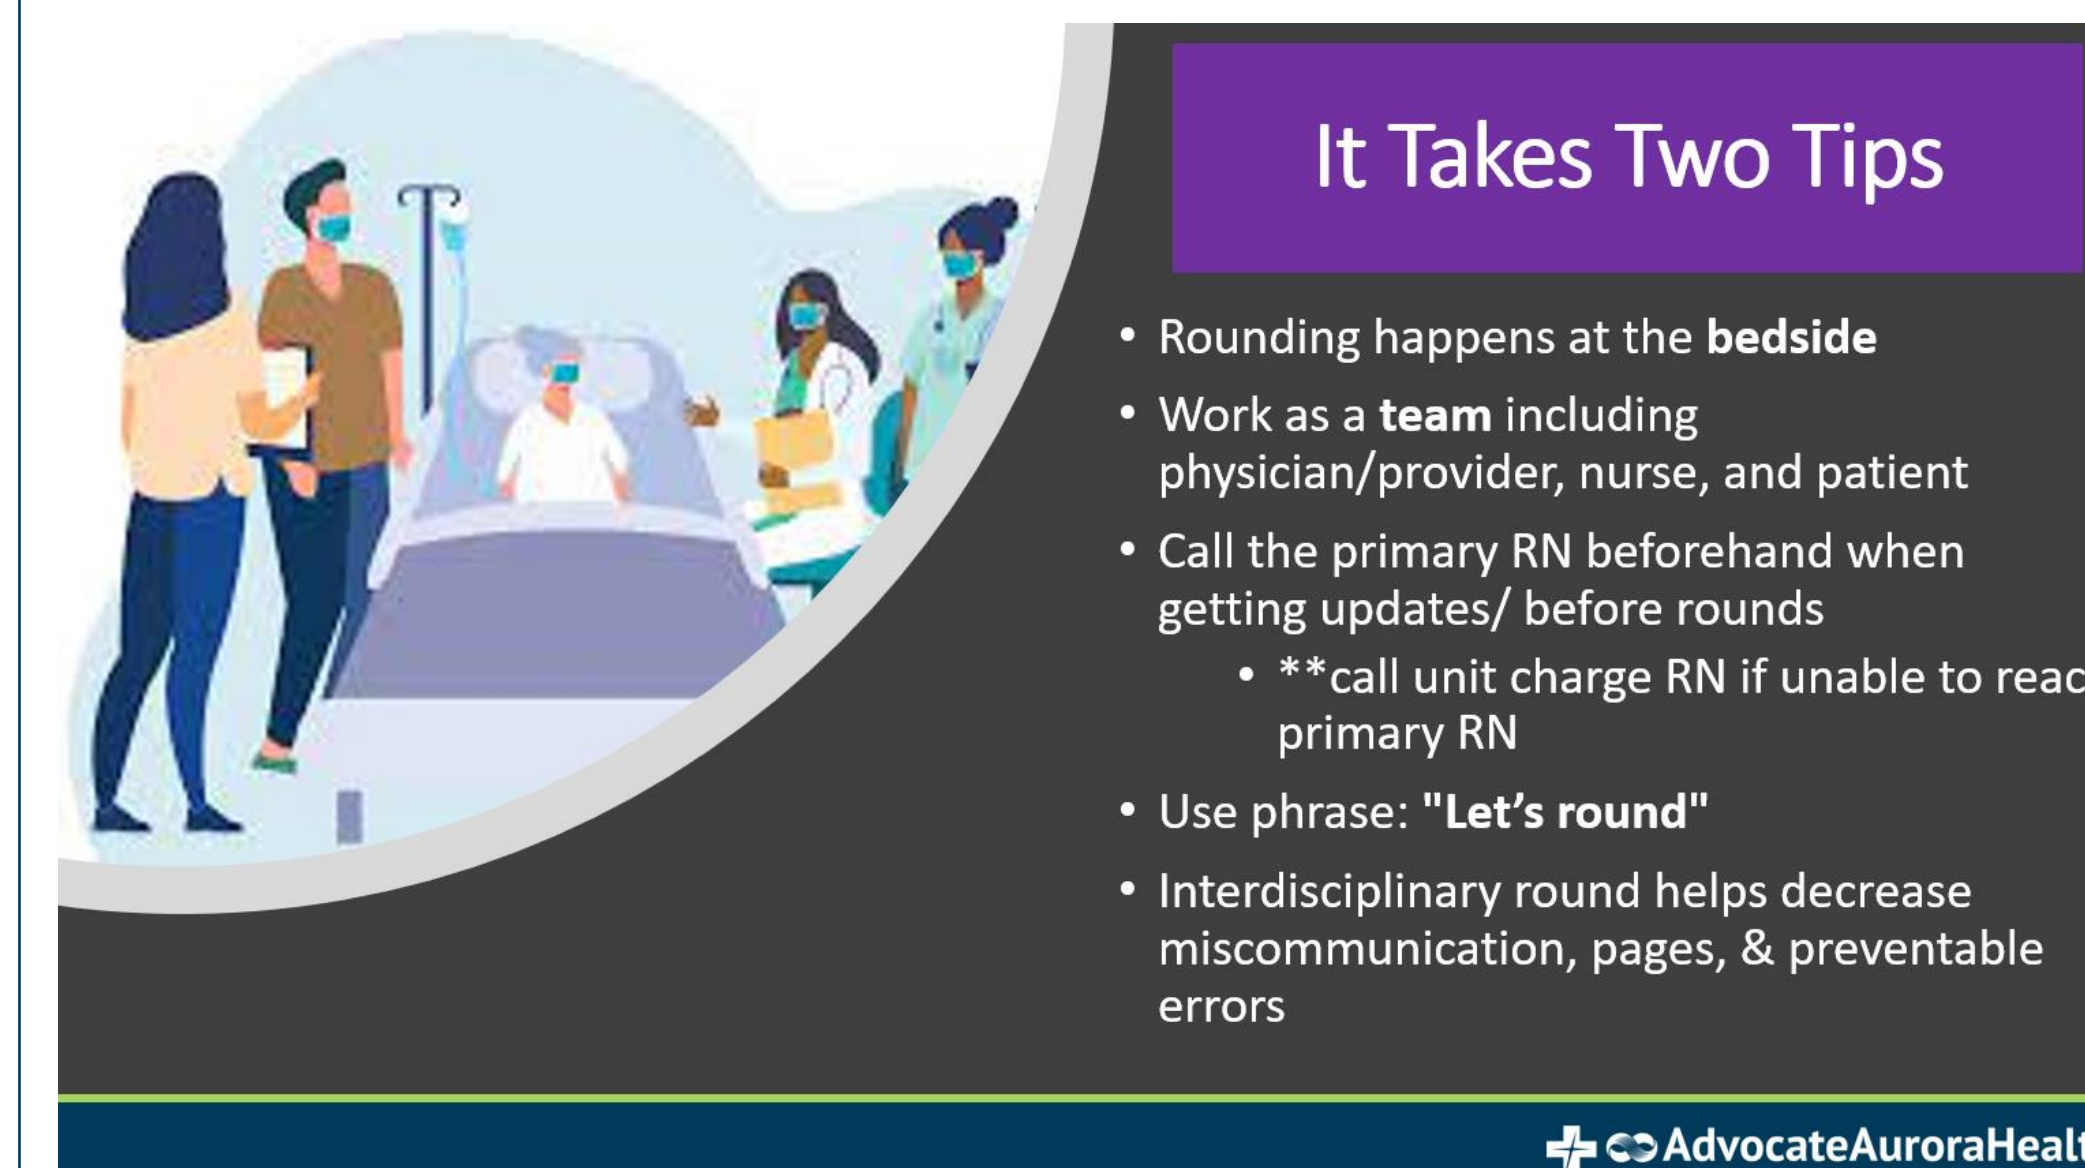 It Takes Two Tips
• Rounding happens at the bedside
• Work as a team including
physician/provider, nurse, and patient
• Call the primary RN beforehand when
getting updates/ before rounds
• **call unit charge RN if unable to reac
primary RN
• Use phrase: "Let’s round"
• Interdisciplinary round helps decrease
miscommunication, pages, & preventable
errors
AdvocateAuroraHealt